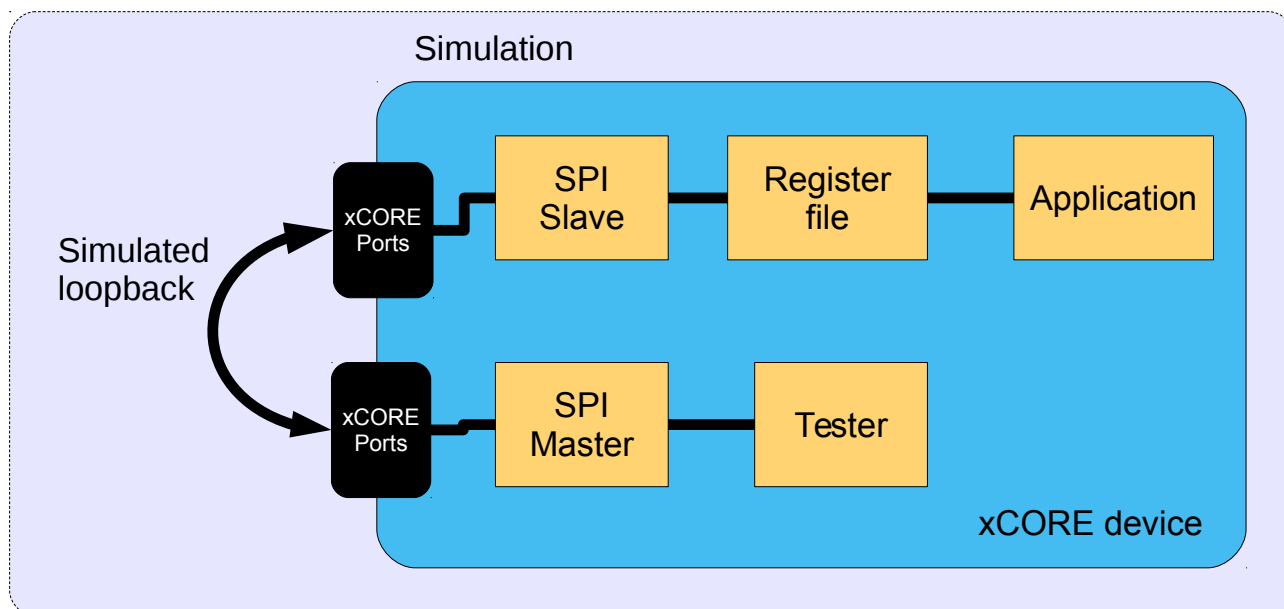 Simulation
xCORE
Ports
SPI
Slave
Register
file
Application
Simulated
loopback
xCORE
Ports
SPI
Master
Tester
xCORE device